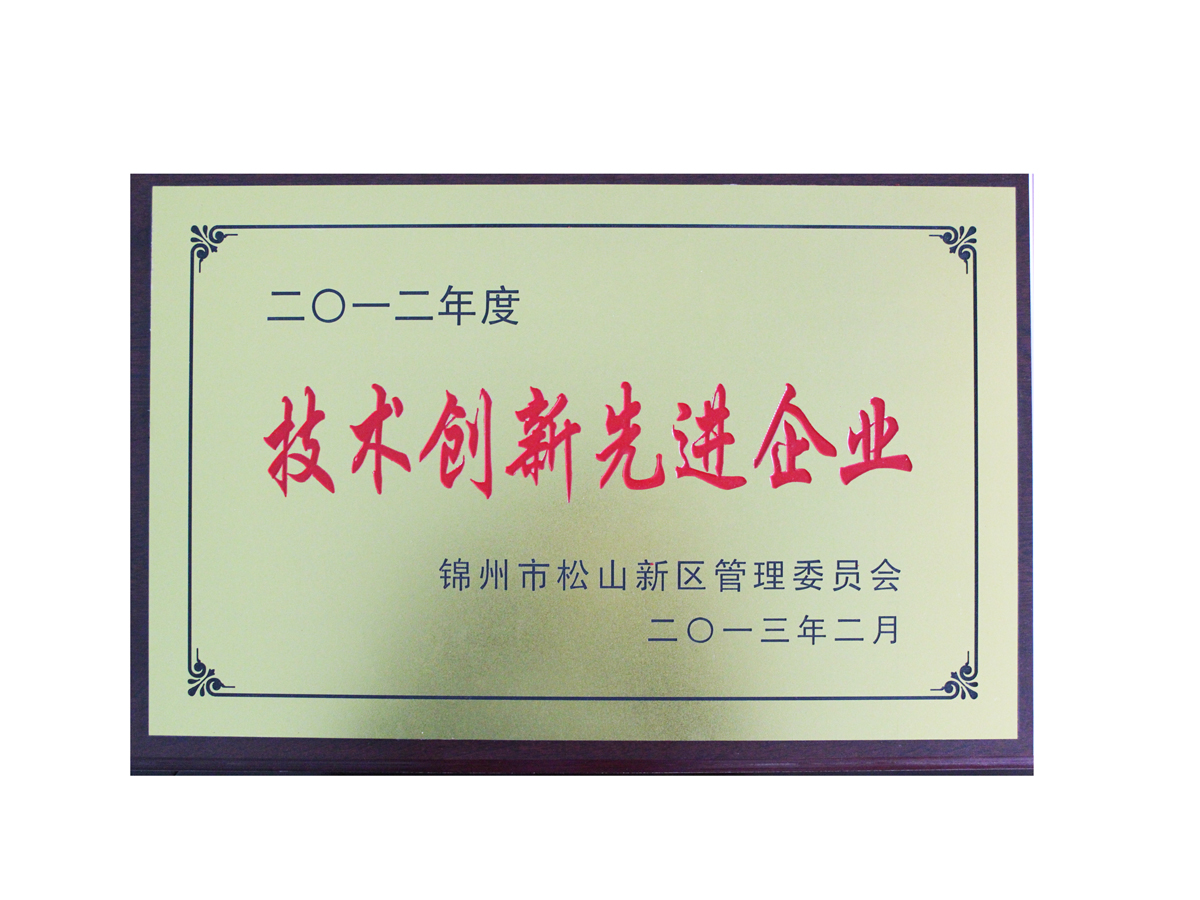 二〇一二年度
技术创新先进企业
锦州市松山新区管理委员会
二〇一三年二月